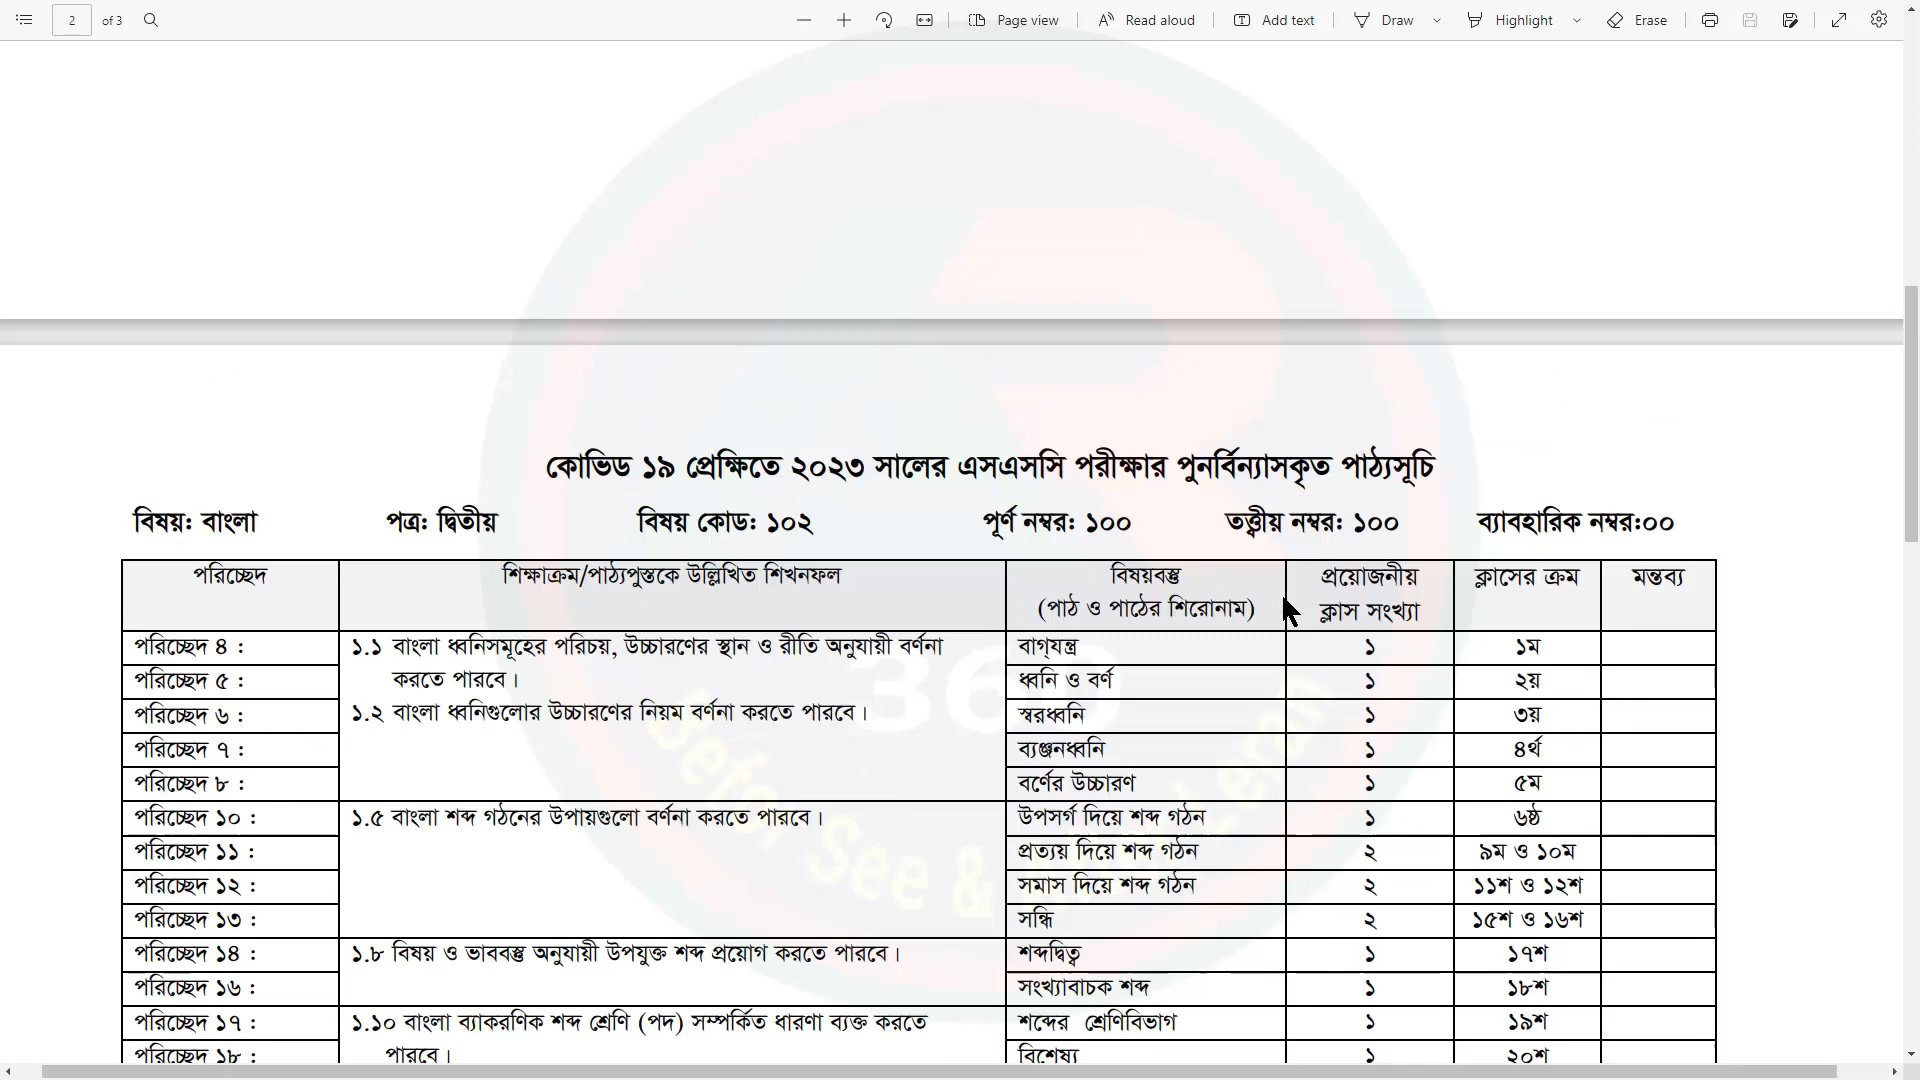 2 of 3 Page view Read aloud Add text Draw Highlight Erase
কোভিড ১৯ প্রেক্ষিতে ২০২৩ সালের এসএসসি পরীক্ষার পুনর্বিন্যাসকৃত পাঠ্যসূচি
বিষয়: বাংলা পত্র: দ্বিতীয় বিষয় কোড: ১০২ পূর্ণ নম্বর: ১০০ তত্ত্বীয় নম্বর: ১০০ ব্যাবহারিক নম্বর:০০
পরিচ্ছেদ শিক্ষাক্রম/পাঠ্যপুস্তকে উল্লিখিত শিখনফল বিষয়বস্তু প্রয়োজনীয় ক্লাসের ক্রম মন্তব্য
(পাঠ ও পাঠের শিরোনাম) ক্লাস সংখ্যা
পরিচ্ছেদ ৪ : ১.১ বাংলা ধ্বনিসমূহের পরিচয়, উচ্চারণের স্থান ও রীতি অনুযায়ী বর্ণনা বাগ্‌যন্ত্র ১ ১ম
পরিচ্ছেদ ৫ : করতে পারবে। ধ্বনি ও বর্ণ ১ ২য়
পরিচ্ছেদ ৬ : ১.২ বাংলা ধ্বনিগুলোর উচ্চারণের নিয়ম বর্ণনা করতে পারবে। স্বরধ্বনি ১ ৩য়
পরিচ্ছেদ ৭ : ব্যঞ্জনধ্বনি ১ ৪র্থ
পরিচ্ছেদ ৮ : বর্ণের উচ্চারণ ১ ৫ম
পরিচ্ছেদ ১০ : ১.৫ বাংলা শব্দ গঠনের উপায়গুলো বর্ণনা করতে পারবে। উপসর্গ দিয়ে শব্দ গঠন ১ ৬ষ্ঠ
পরিচ্ছেদ ১১ : প্রত্যয় দিয়ে শব্দ গঠন ২ ৯ম ও ১০ম
পরিচ্ছেদ ১২ : সমাস দিয়ে শব্দ গঠন ২ ১১শ ও ১২শ
পরিচ্ছেদ ১৩ : সন্ধি ২ ১৫শ ও ১৬শ
পরিচ্ছেদ ১৪ : ১.৮ বিষয় ও ভাববস্তু অনুযায়ী উপযুক্ত শব্দ প্রয়োগ করতে পারবে। শব্দদ্বিত্ব ১ ১৭শ
পরিচ্ছেদ ১৬ : সংখ্যাবাচক শব্দ ১ ১৮শ
পরিচ্ছেদ ১৭ : ১.১০ বাংলা ব্যাকরণিক শব্দ শ্রেণি (পদ) সম্পর্কিত ধারণা ব্যক্ত করতে শব্দের শ্রেণিবিভাগ ১ ১৯শ
পরিচ্ছেদ ১৮ : পারবে। বিশেষ্য ১ ২০শ
360
See &